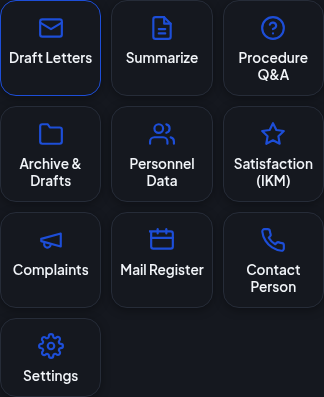 Draft Letters
Summarize
Procedure
Q&A
Archive &
Drafts
Personnel
Data
Satisfaction
(IKM)
Complaints
Mail Register
Contact
Person
Settings